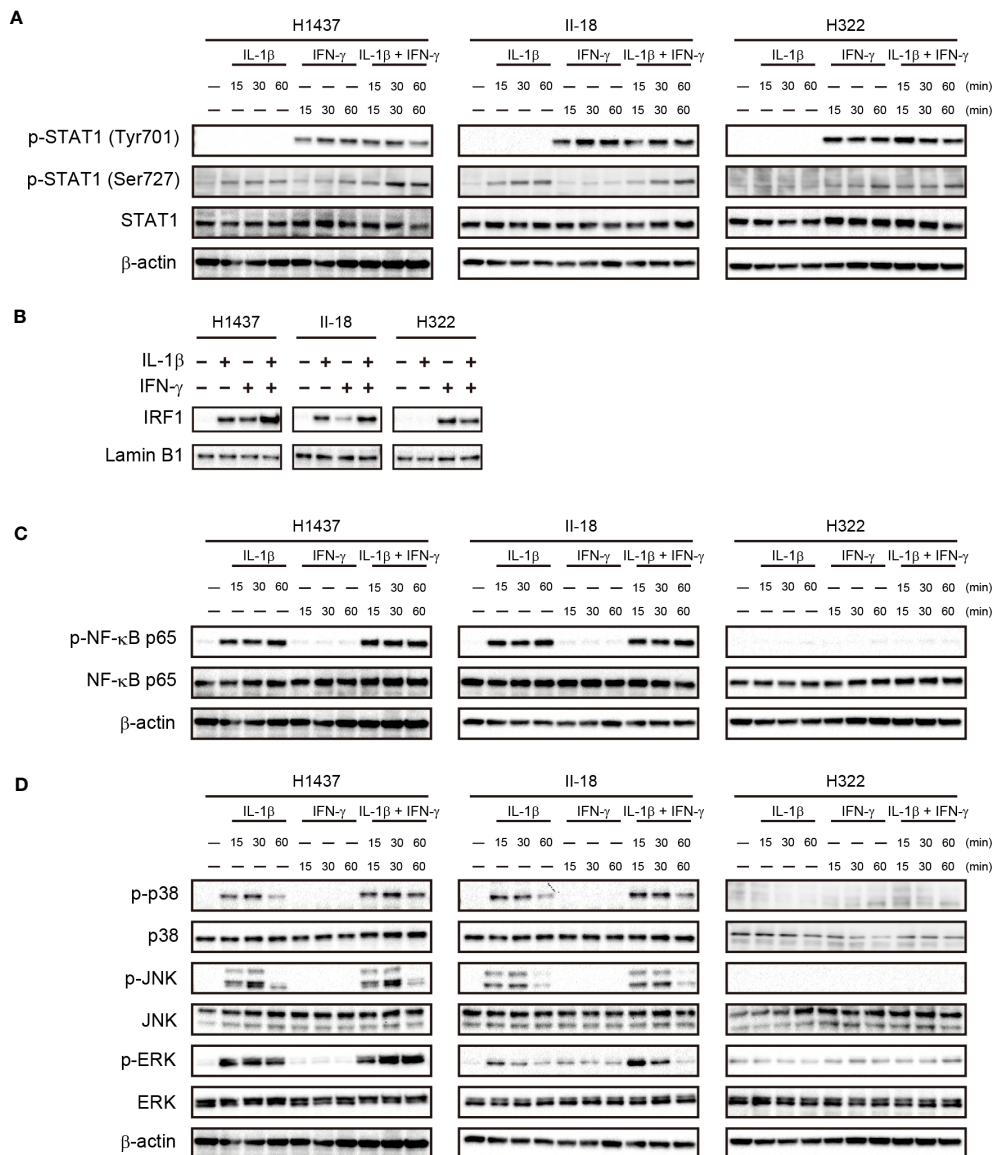 A
H1437 II-18 H322
IL-1β IFN-γ IL-1β + IFN-γ IL-1β IFN-γ IL-1β + IFN-γ IL-1β IFN-γ IL-1β + IFN-γ
— 15 30 60 — — — 15 30 60 — 15 30 60 — — — 15 30 60 — 15 30 60 — — — 15 30 60 (min)
— — — — 15 30 60 15 30 60 — — — — 15 30 60 15 30 60 — — — — 15 30 60 15 30 60 (min)
p-STAT1 (Tyr701)
p-STAT1 (Ser727)
STAT1
β-actin
B
H1437 II-18 H322
IL-1β – + – + – + – + – + – +
IFN-γ – – + + – – + + – – + +
IRF1
Lamin B1
C
H1437 II-18 H322
IL-1β IFN-γ IL-1β + IFN-γ IL-1β IFN-γ IL-1β + IFN-γ IL-1β IFN-γ IL-1β + IFN-γ
— 15 30 60 — — — 15 30 60 — 15 30 60 — — — 15 30 60 — 15 30 60 — — — 15 30 60 (min)
— — — — 15 30 60 15 30 60 — — — — 15 30 60 15 30 60 — — — — 15 30 60 15 30 60 (min)
p-NF-κB p65
NF-κB p65
β-actin
D
H1437 II-18 H322
IL-1β IFN-γ IL-1β + IFN-γ IL-1β IFN-γ IL-1β + IFN-γ IL-1β IFN-γ IL-1β + IFN-γ
— 15 30 60 — — — 15 30 60 — 15 30 60 — — — 15 30 60 — 15 30 60 — — — 15 30 60 (min)
— — — — 15 30 60 15 30 60 — — — — 15 30 60 15 30 60 — — — — 15 30 60 15 30 60 (min)
p-p38
p38
p-JNK
JNK
p-ERK
ERK
β-actin